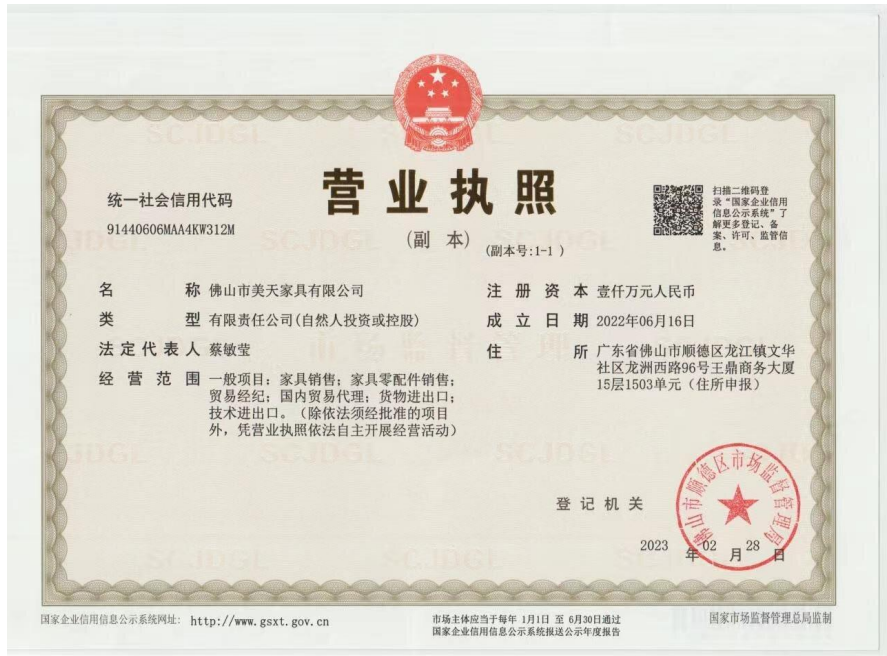 营业执照
(副 本)
(副本号:1-1 )
统一社会信用代码
91440606MAA4KW312M
扫描二维码登
录“国家企业信用
信息公示系统”了
解更多登记、备
案、许可、监管信
息。
名 称 佛山市美天家具有限公司
类 型 有限责任公司(自然人投资或控股)
法定代表人 蔡敏莹
经 营 范 围 一般项目：家具销售；家具零配件销售；
贸易经纪；国内贸易代理；货物进出口；
技术进出口。（除依法须经批准的项目
外，凭营业执照依法自主开展经营活动）
注 册 资 本 壹仟万元人民币
成 立 日 期 2022年06月16日
住 所 广东省佛山市顺德区龙江镇文华
社区龙洲西路96号王鼎商务大厦
15层1503单元（住所申报）
登 记 机 关
佛山市顺德区市场监督管理局
2023 年 02 月 28 日
SCJDGL
市场监督管理
国家企业信用信息公示系统网址: http://www.gsxt.gov.cn
市场主体应当于每年 1月1日 至 6月30日通过
国家企业信用信息公示系统报送公示年度报告
国家市场监督管理总局监制